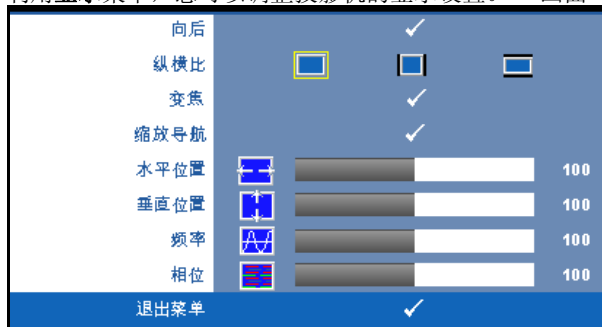 向后
纵横比
变焦
缩放导航
水平位置 100
垂直位置 100
频率 100
相位 100
退出菜单